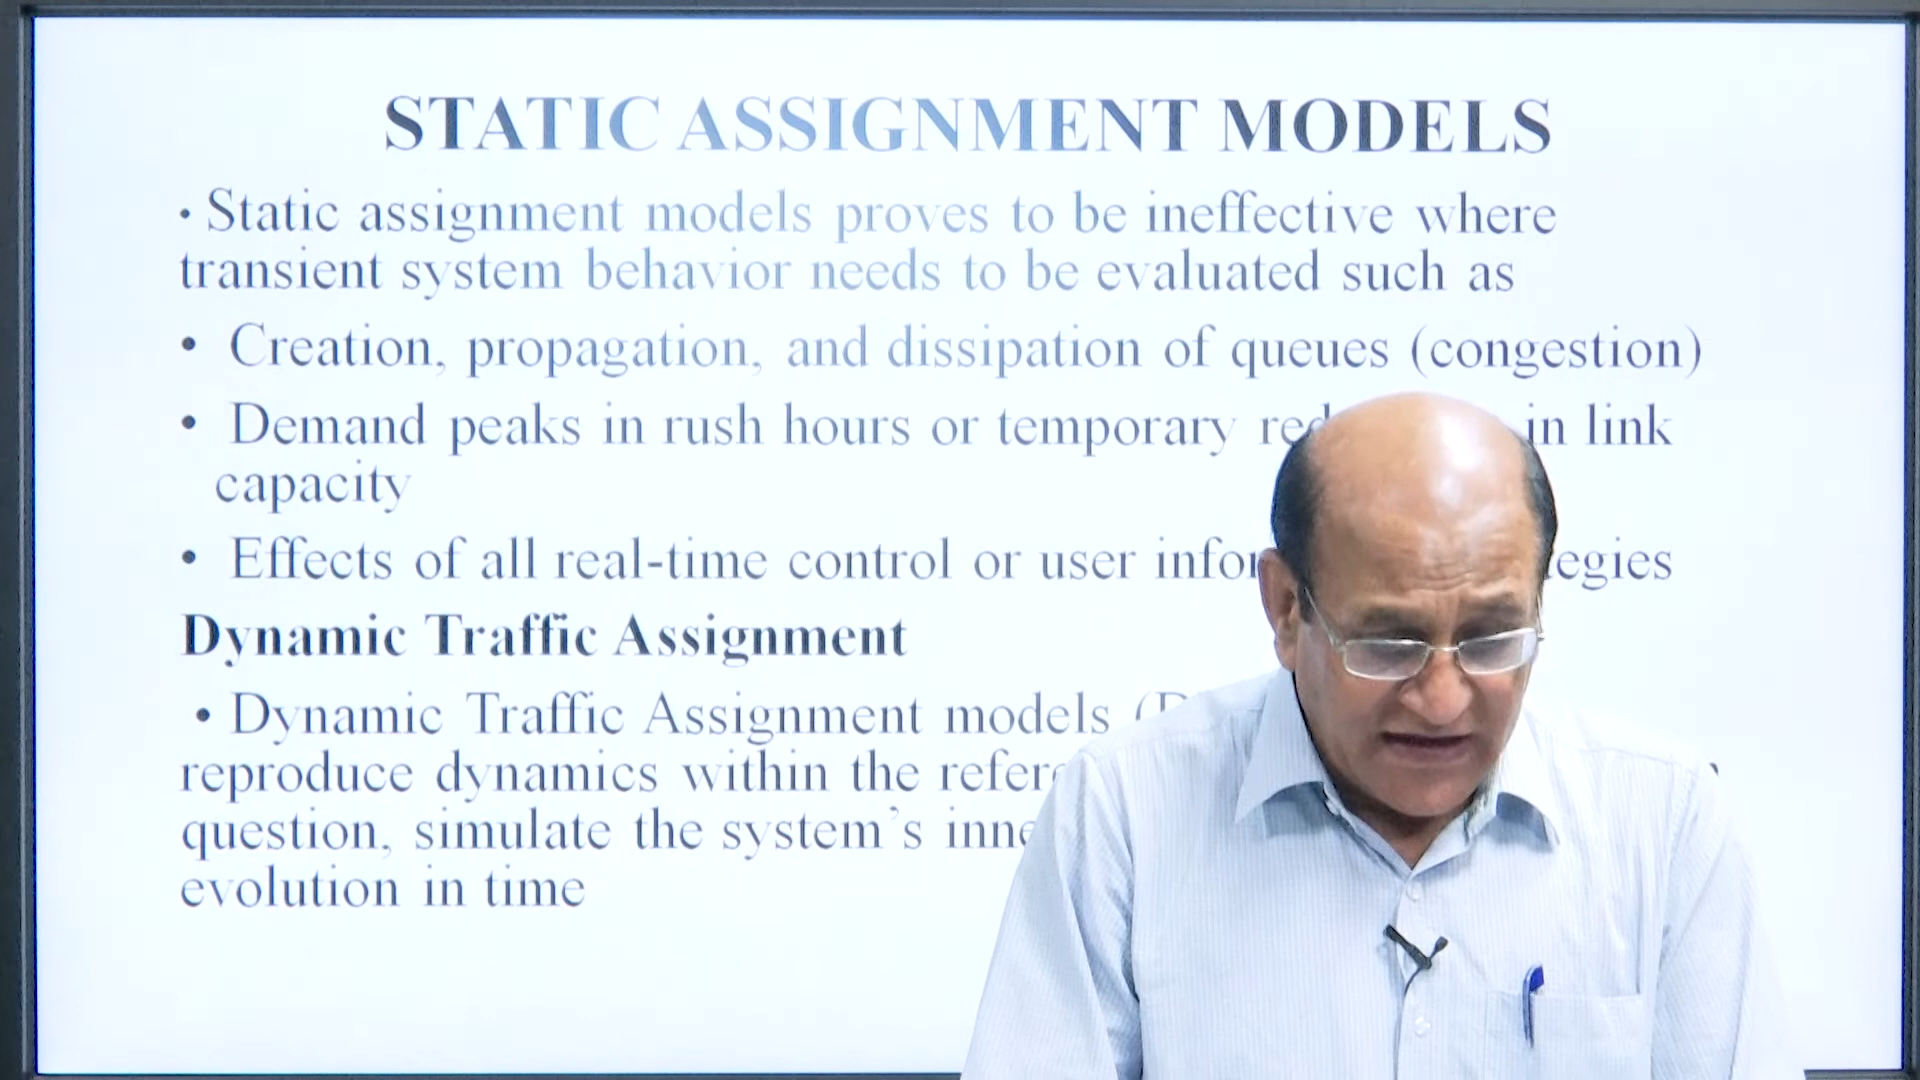 STATIC ASSIGNMENT MODELS
• Static assignment models proves to be ineffective where
transient system behavior needs to be evaluated such as
• Creation, propagation, and dissipation of queues (congestion)
• Demand peaks in rush hours or temporary in link
capacity
• Effects of all real-time control or user
Dynamic Traffic Assignment
• Dynamic Traffic Assignment models
reproduce dynamics within the
question, simulate the system's
evolution in time